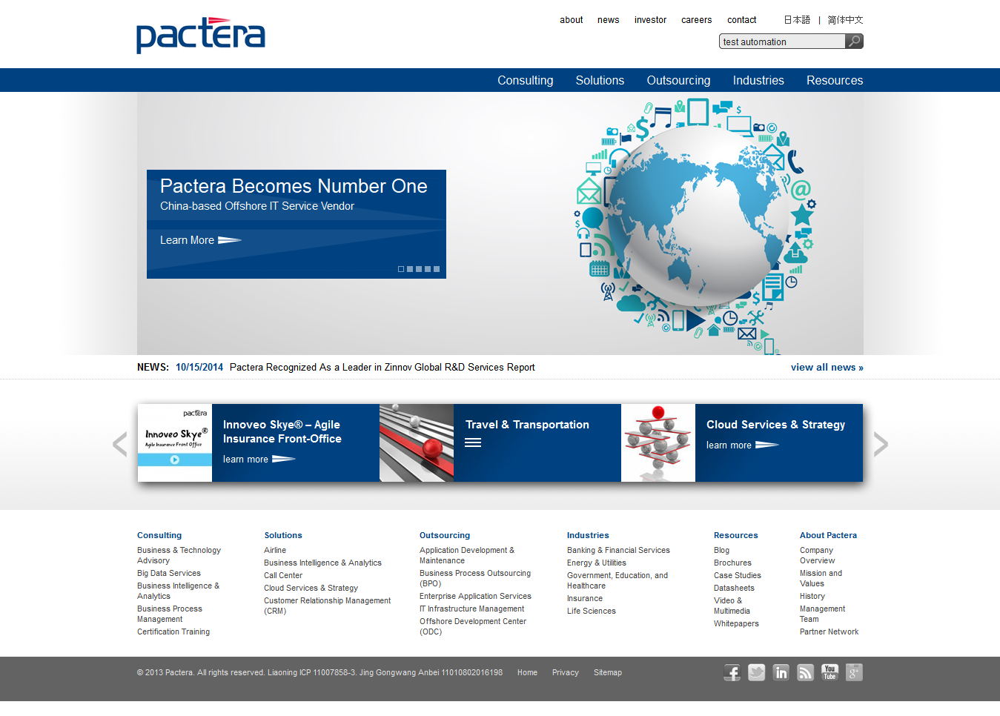 pactera
about news investor careers contact 日本語 | 简体中文
test automation
Consulting Solutions Outsourcing Industries Resources
Pactera Becomes Number One
China-based Offshore IT Service Vendor
Learn More
NEWS: 10/15/2014 Pactera Recognized As a Leader in Zinnov Global R&D Services Report view all news »
pactera
Innoveo Skye®
Agile Insurance Front Office
Innoveo Skye® – Agile
Insurance Front-Office
learn more
Travel & Transportation
Cloud Services & Strategy
learn more
Consulting
Business & Technology
Advisory
Big Data Services
Business Intelligence &
Analytics
Business Process
Management
Certification Training
Solutions
Airline
Business Intelligence & Analytics
Call Center
Cloud Services & Strategy
Customer Relationship Management
(CRM)
Outsourcing
Application Development &
Maintenance
Business Process Outsourcing
(BPO)
Enterprise Application Services
IT Infrastructure Management
Offshore Development Center
(ODC)
Industries
Banking & Financial Services
Energy & Utilities
Government, Education, and
Healthcare
Insurance
Life Sciences
Resources
Blog
Brochures
Case Studies
Datasheets
Video &
Multimedia
Whitepapers
About Pactera
Company
Overview
Mission and
Values
History
Management
Team
Partner Network
© 2013 Pactera. All rights reserved. Liaoning ICP 11007858-3. Jing Gongwang Anbei 11010802016198 Home Privacy Sitemap
You
Tube